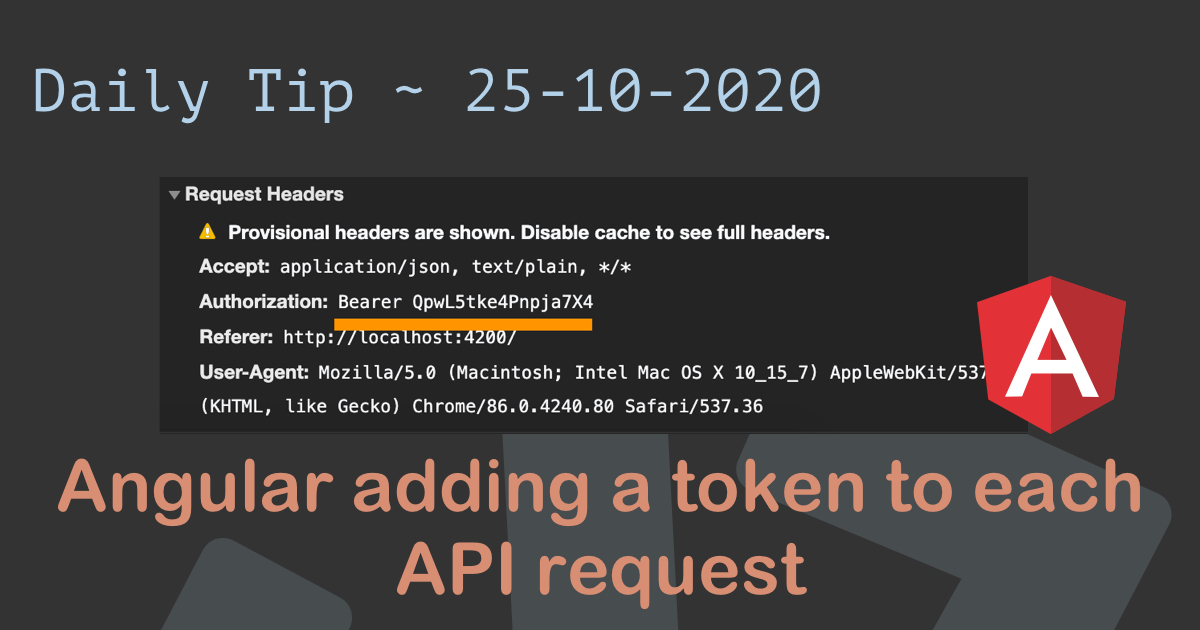 Daily Tip ~ 25-10-2020
Request Headers
Provisional headers are shown. Disable cache to see full headers.
Accept: application/json, text/plain, */*
Authorization: Bearer QpwL5tke4Pnpja7X4
Referer: http://localhost:4200/
User-Agent: Mozilla/5.0 (Macintosh; Intel Mac OS X 10_15_7) AppleWebKit/537
(KHTML, like Gecko) Chrome/86.0.4240.80 Safari/537.36
A
Angular adding a token to each
API request